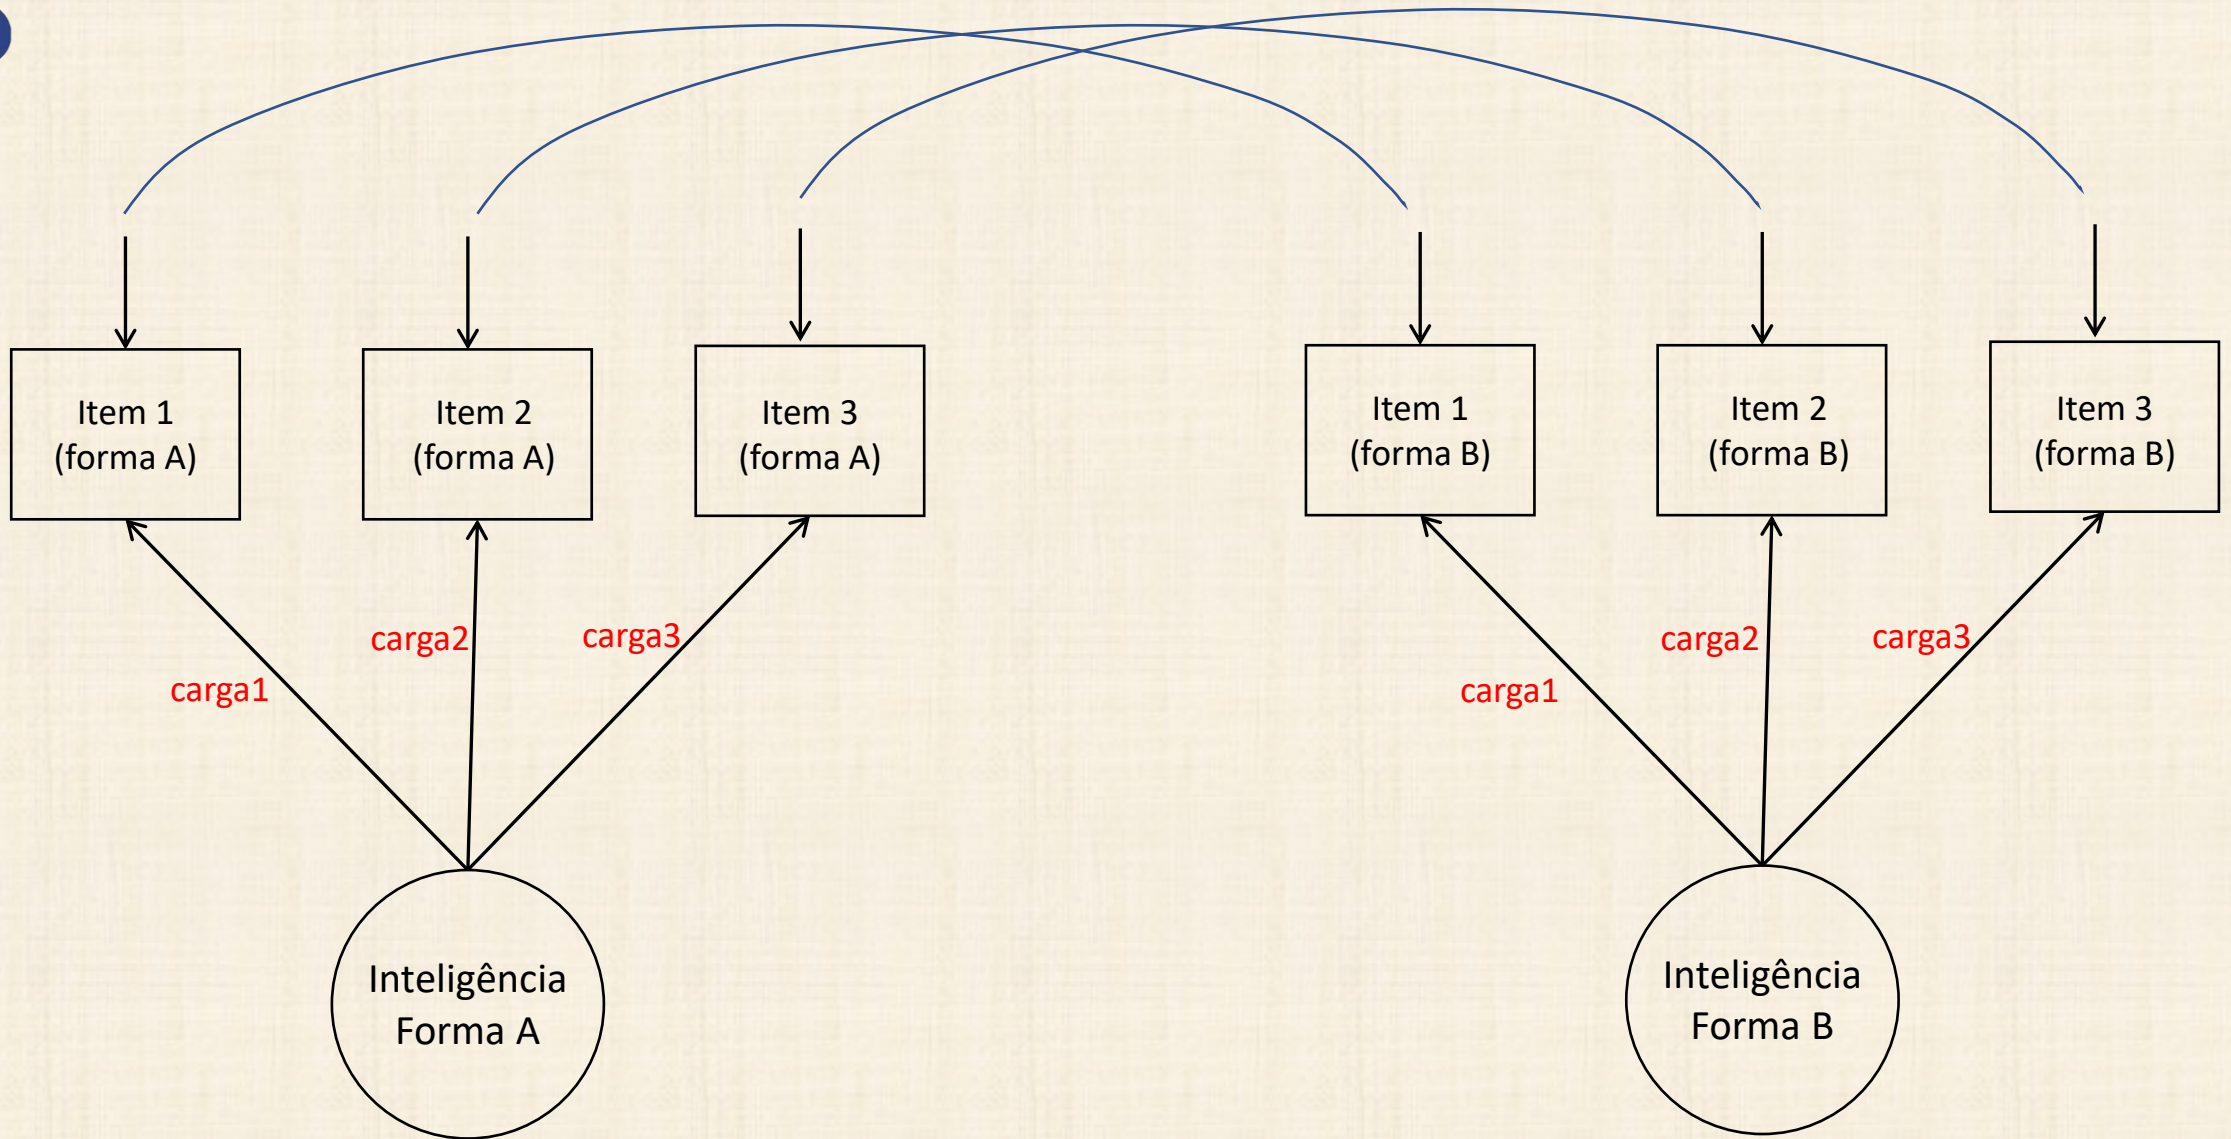 Item 1
(forma A)
Item 2
(forma A)
Item 3
(forma A)
Item 1
(forma B)
Item 2
(forma B)
Item 3
(forma B)
carga1
carga2
carga3
carga1
carga2
carga3
Inteligência
Forma A
Inteligência
Forma B